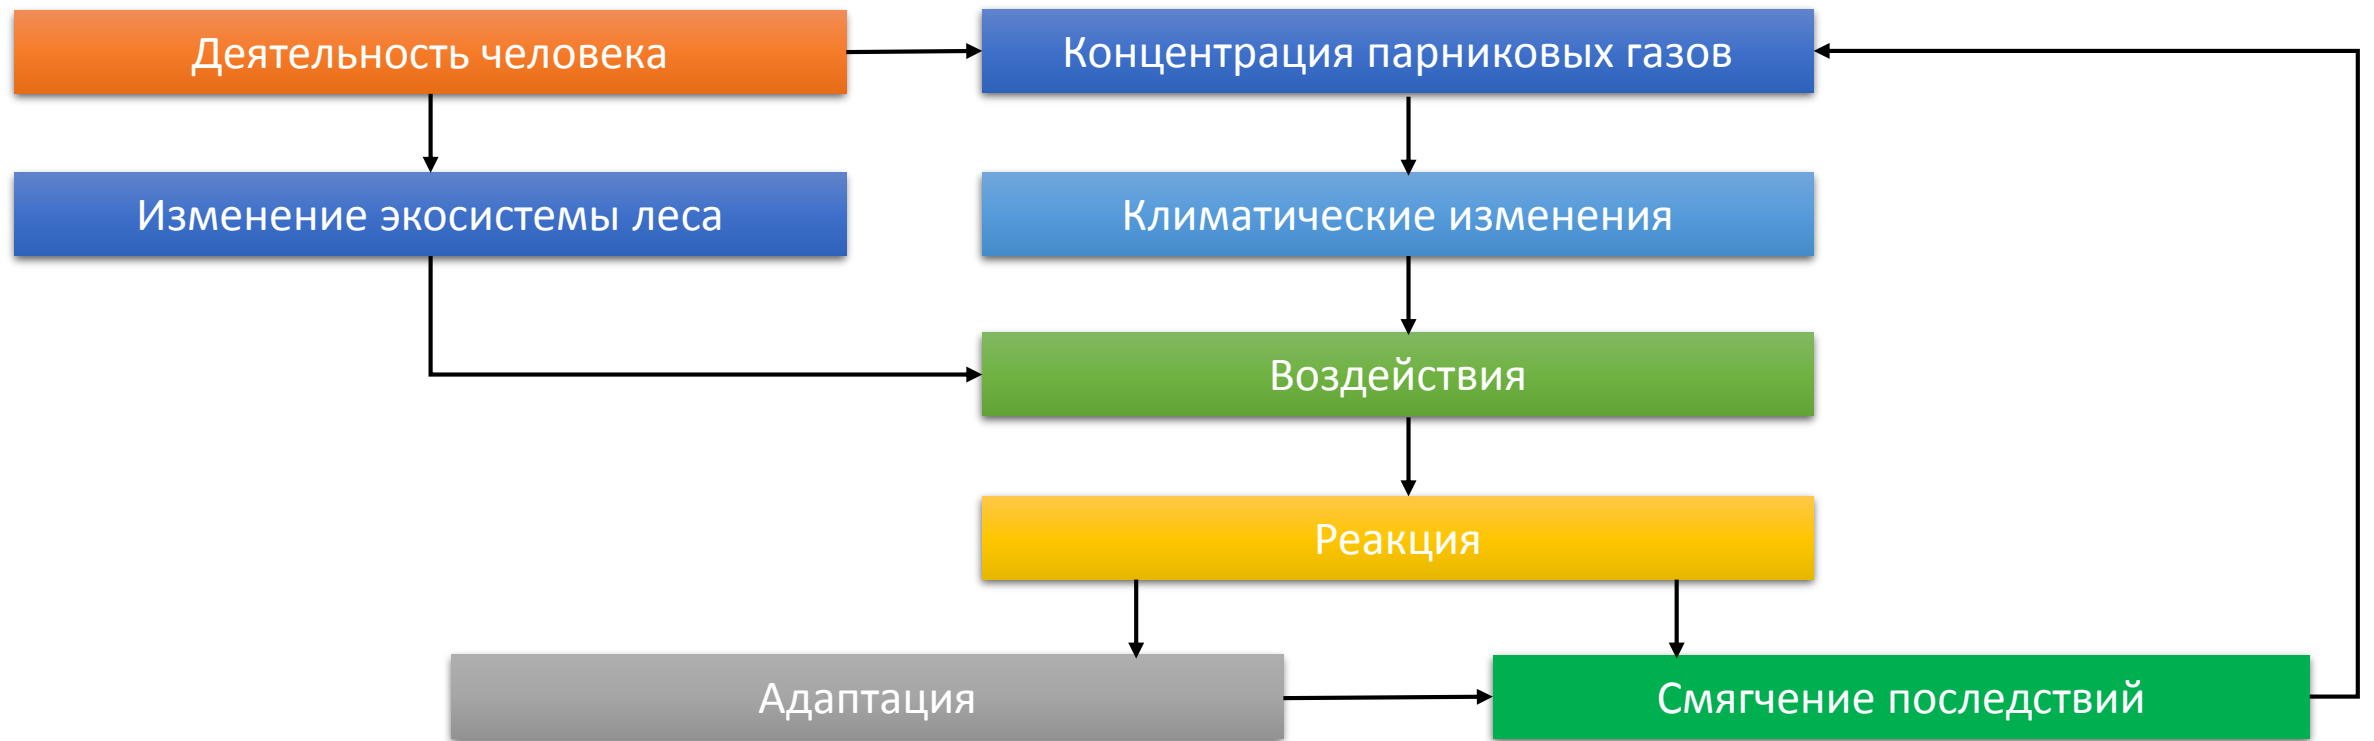 Деятельность человека
Концентрация парниковых газов
Изменение экосистемы леса
Климатические изменения
Воздействия
Реакция
Адаптация
Смягчение последствий